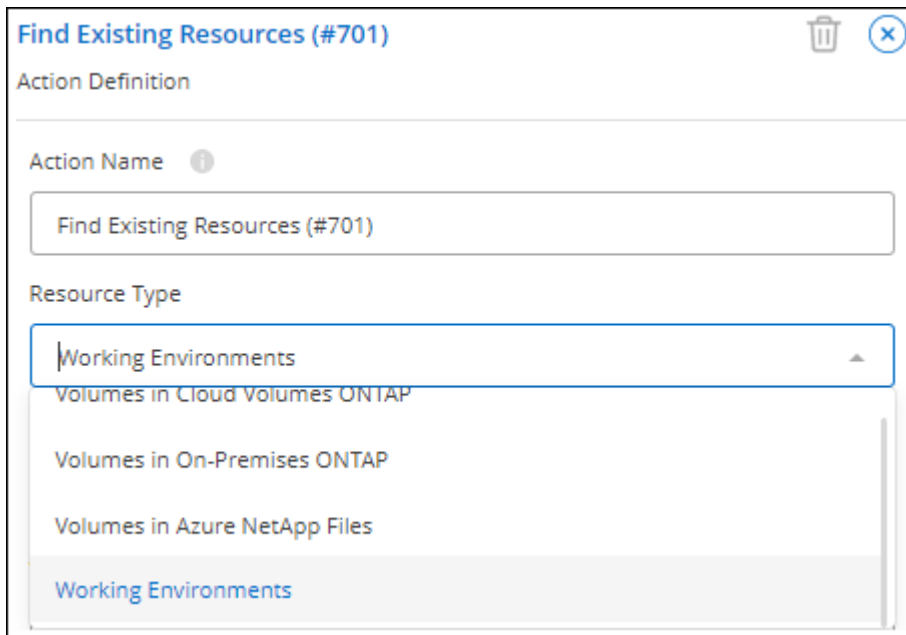 Find Existing Resources (#701)
Action Definition
Action Name
Find Existing Resources (#701)
Resource Type
Working Environments
Volumes in Cloud Volumes ONTAP
Volumes in On-Premises ONTAP
Volumes in Azure NetApp Files
Working Environments